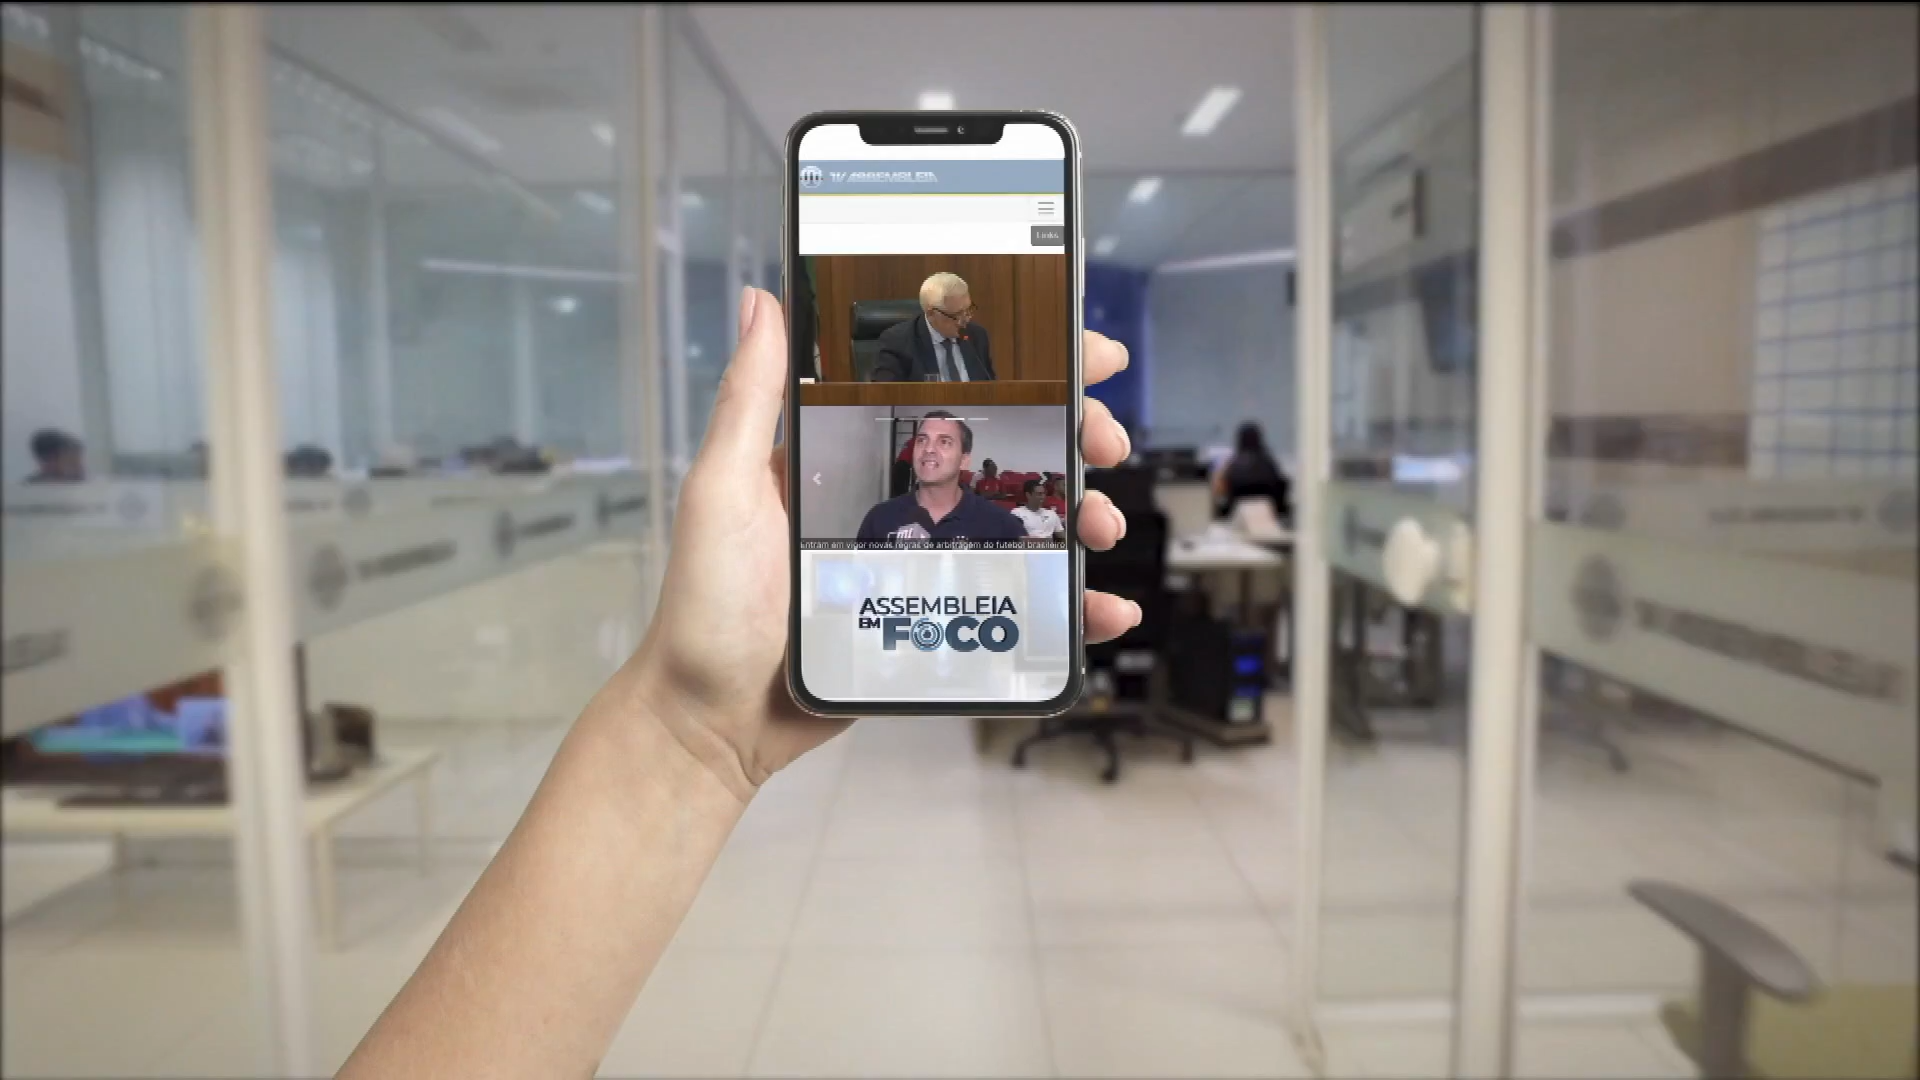 TV ASSEMBLEIA
Links
Entram em vigor novas regras de arbitragem do futebol brasileiro
ASSEMBLEIA
EM FOCO